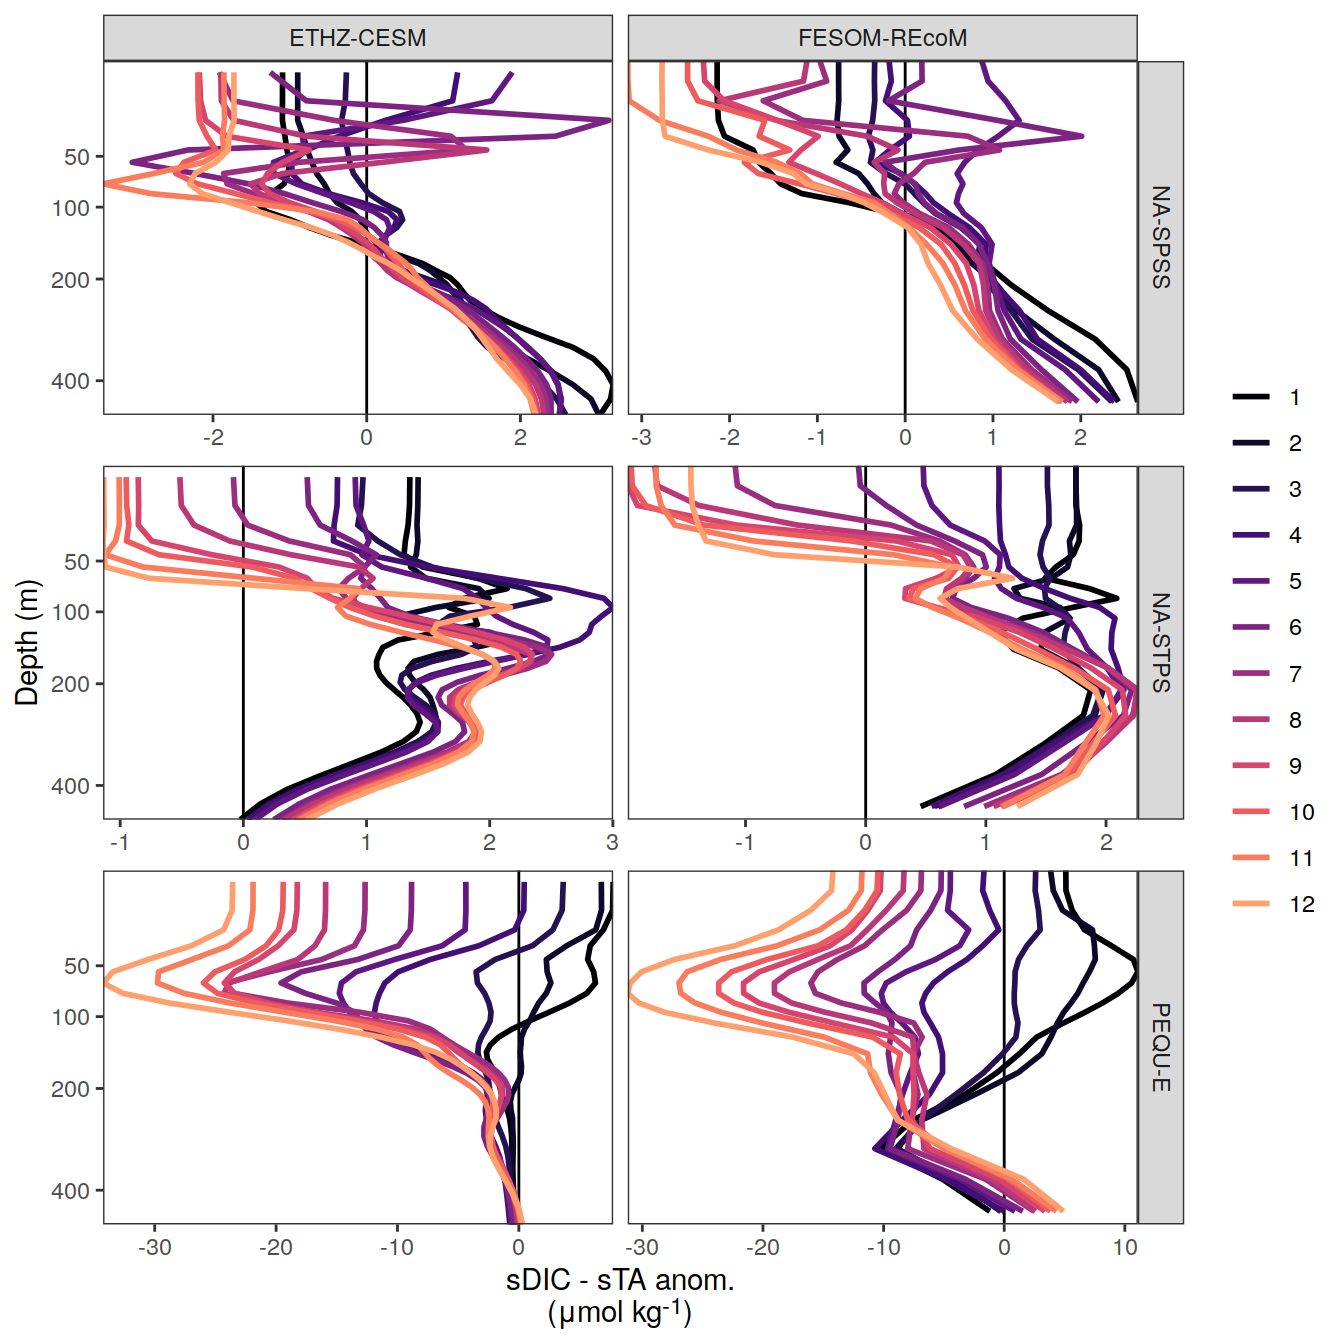 ETHZ-CESM FESOM-REcoM
50
100
200
400
NA-SPSS
-2 0 2 -3 -2 -1 0 1 2
50
100
200
400
NA-STPS
-1 0 1 2 3 -1 0 1 2
50
100
200
400
PEQU-E
-30 -20 -10 0 -30 -20 -10 0 10
Depth (m)
sDIC - sTA anom.
(μmol kg⁻¹)
1
2
3
4
5
6
7
8
9
10
11
12